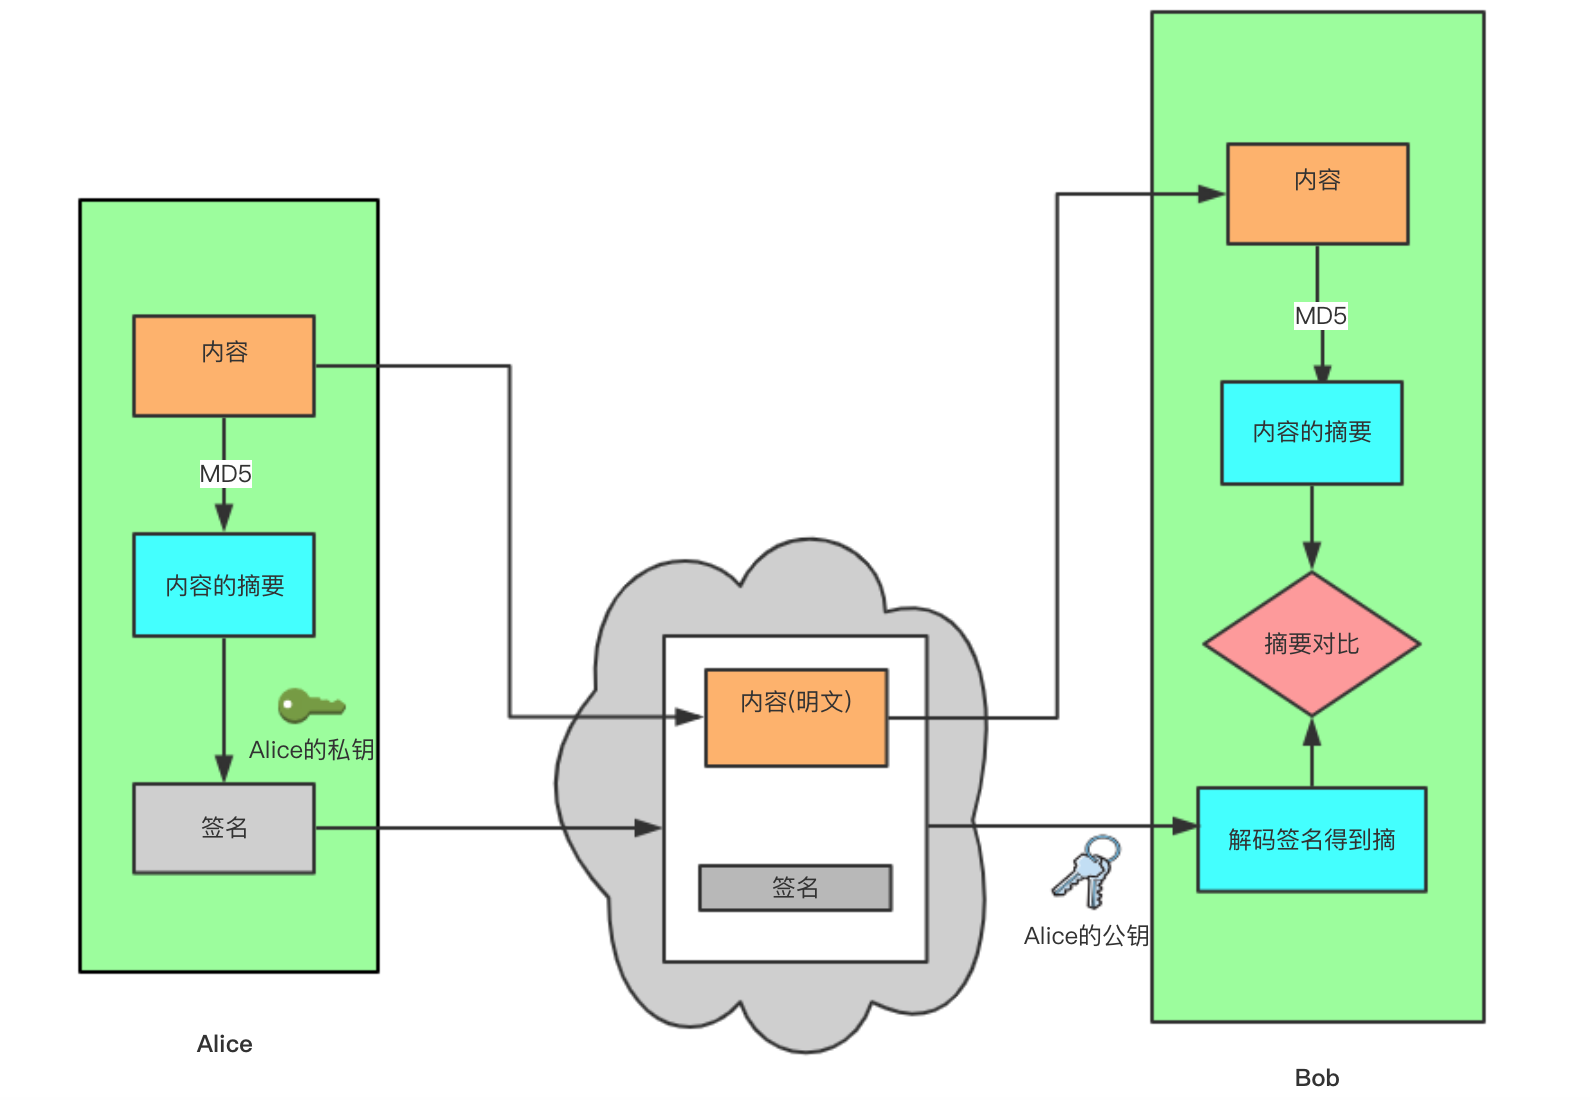 内容
MD5
内容的摘要
Alice的私钥
签名
Alice
内容(明文)
签名
Alice的公钥
内容
MD5
内容的摘要
摘要对比
解码签名得到摘
Bob